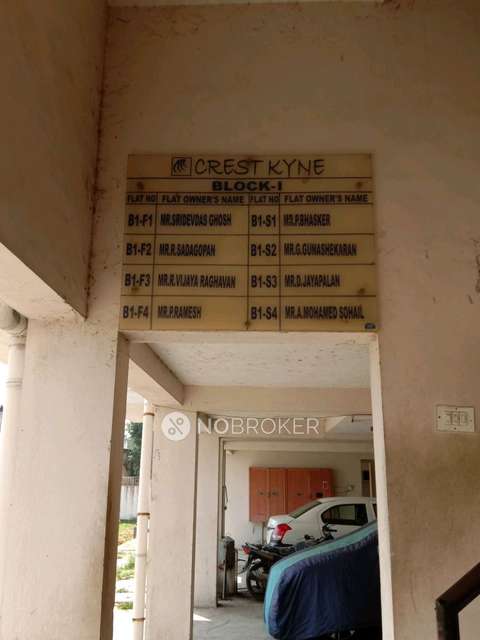 CREST KYNE
BLOCK-I
FLAT NO FLAT OWNER'S NAME FLAT NO FLAT OWNER'S NAME
B1-F1 MR.SRIDEVDAS GHOSH B1-S1 MR.P.BHASKER
B1-F2 MR.R.SADAGOPAN B1-S2 MR.G.GUNASHEKARAN
B1-F3 MR.K.VIJAYA RAGHAVAN B1-S3 MR.D.JAYAPALAN
B1-F4 MR.P.RAMESH B1-S4 MR.A.MOHAMED SOHAIL
NOBROKER